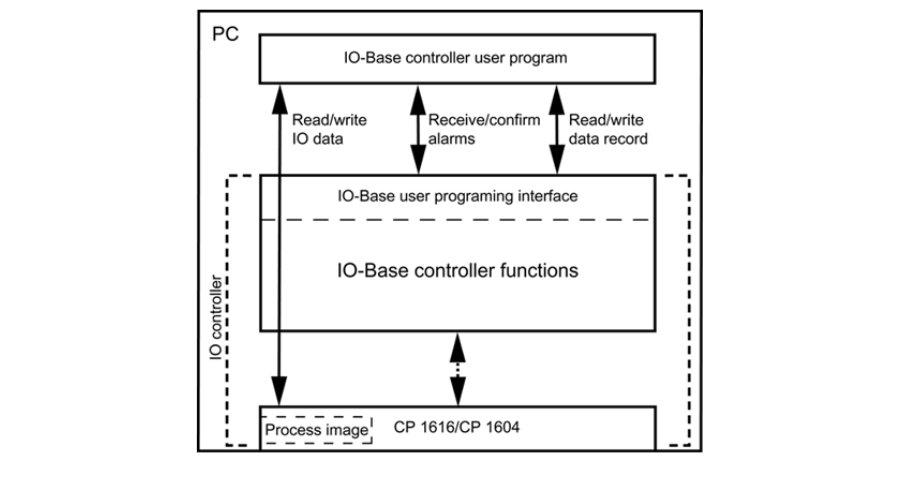 PC
IO-Base controller user program
Read/write
IO data
Receive/confirm
alarms
Read/write
data record
IO-Base user programing interface
IO-Base controller functions
IO controller
Process image
CP 1616/CP 1604